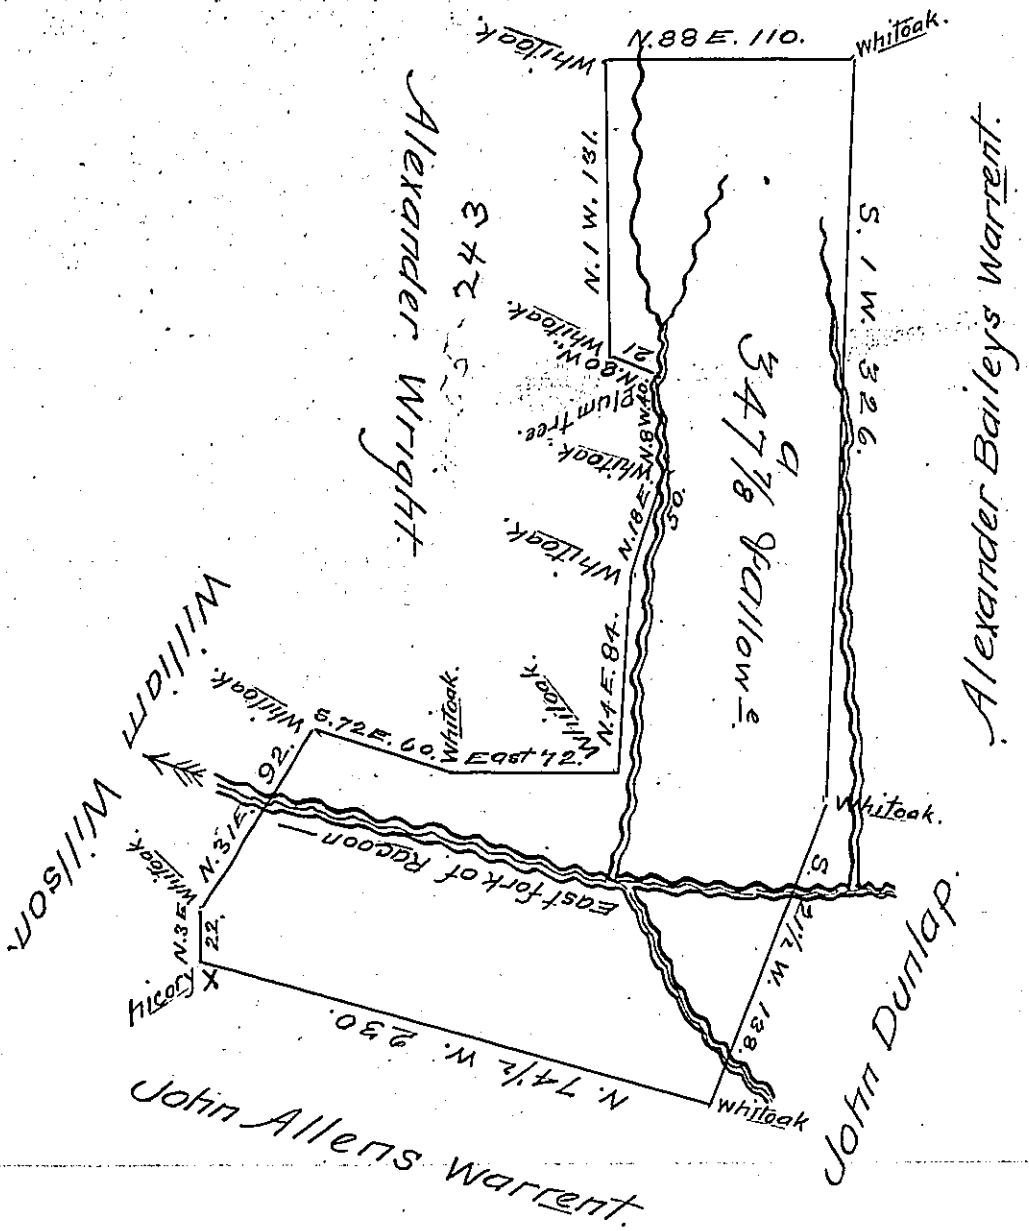 whitoak.
N. 88 E. 110.
whitoak.
Alexander Baileys Warrent.
S. 1 W. 326.
N. 1 W. 131.
Alexander Wright
243
whitoak.
N. 20 W.
21
Plum tree.
N. 8 W. 40.
whitoak.
N. 18 E.
50.
whitoak.
347 7/8 a
& allow-e
N. 4 E. 84.
whitoak.
East 72.
whitoak.
S. 72 E. 60.
whitoak.
William
Willson
N. 31 E. 92.
whitoak.
N. 3 E.
22.
hicory X
East fork of Racoon
whitoak.
S. 21 1/2 W. 138.
John Dunlap.
whitoak
N. 74 1/2 W. 230.
John Allens Warrent.